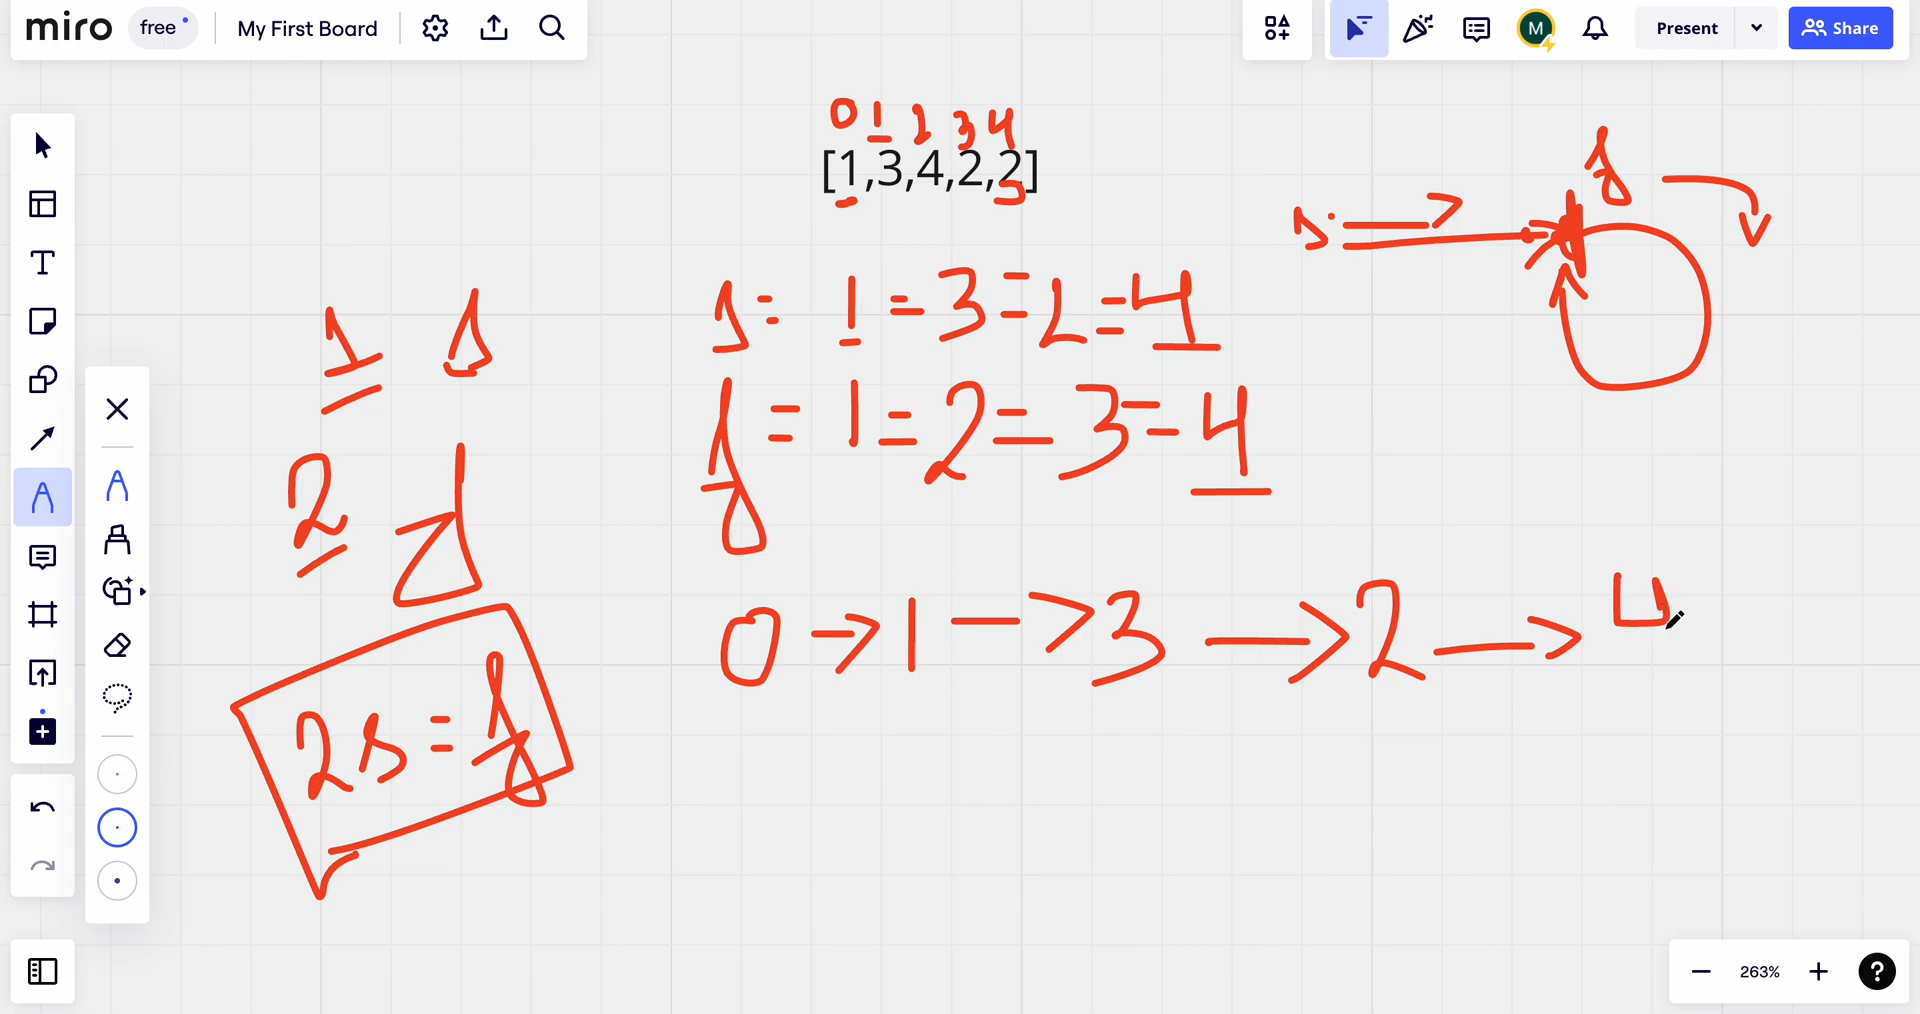 miro free My First Board Present Share
M
0 1 2 3 4
[1,3,4,2,2]
s: 1 = 3 = 2 = 4
f = 1 = 2 = 3 = 4
1 s
2 d
0 -> 1 -> 3 -> 2 -> 4
2s = f
s
f
263%
?